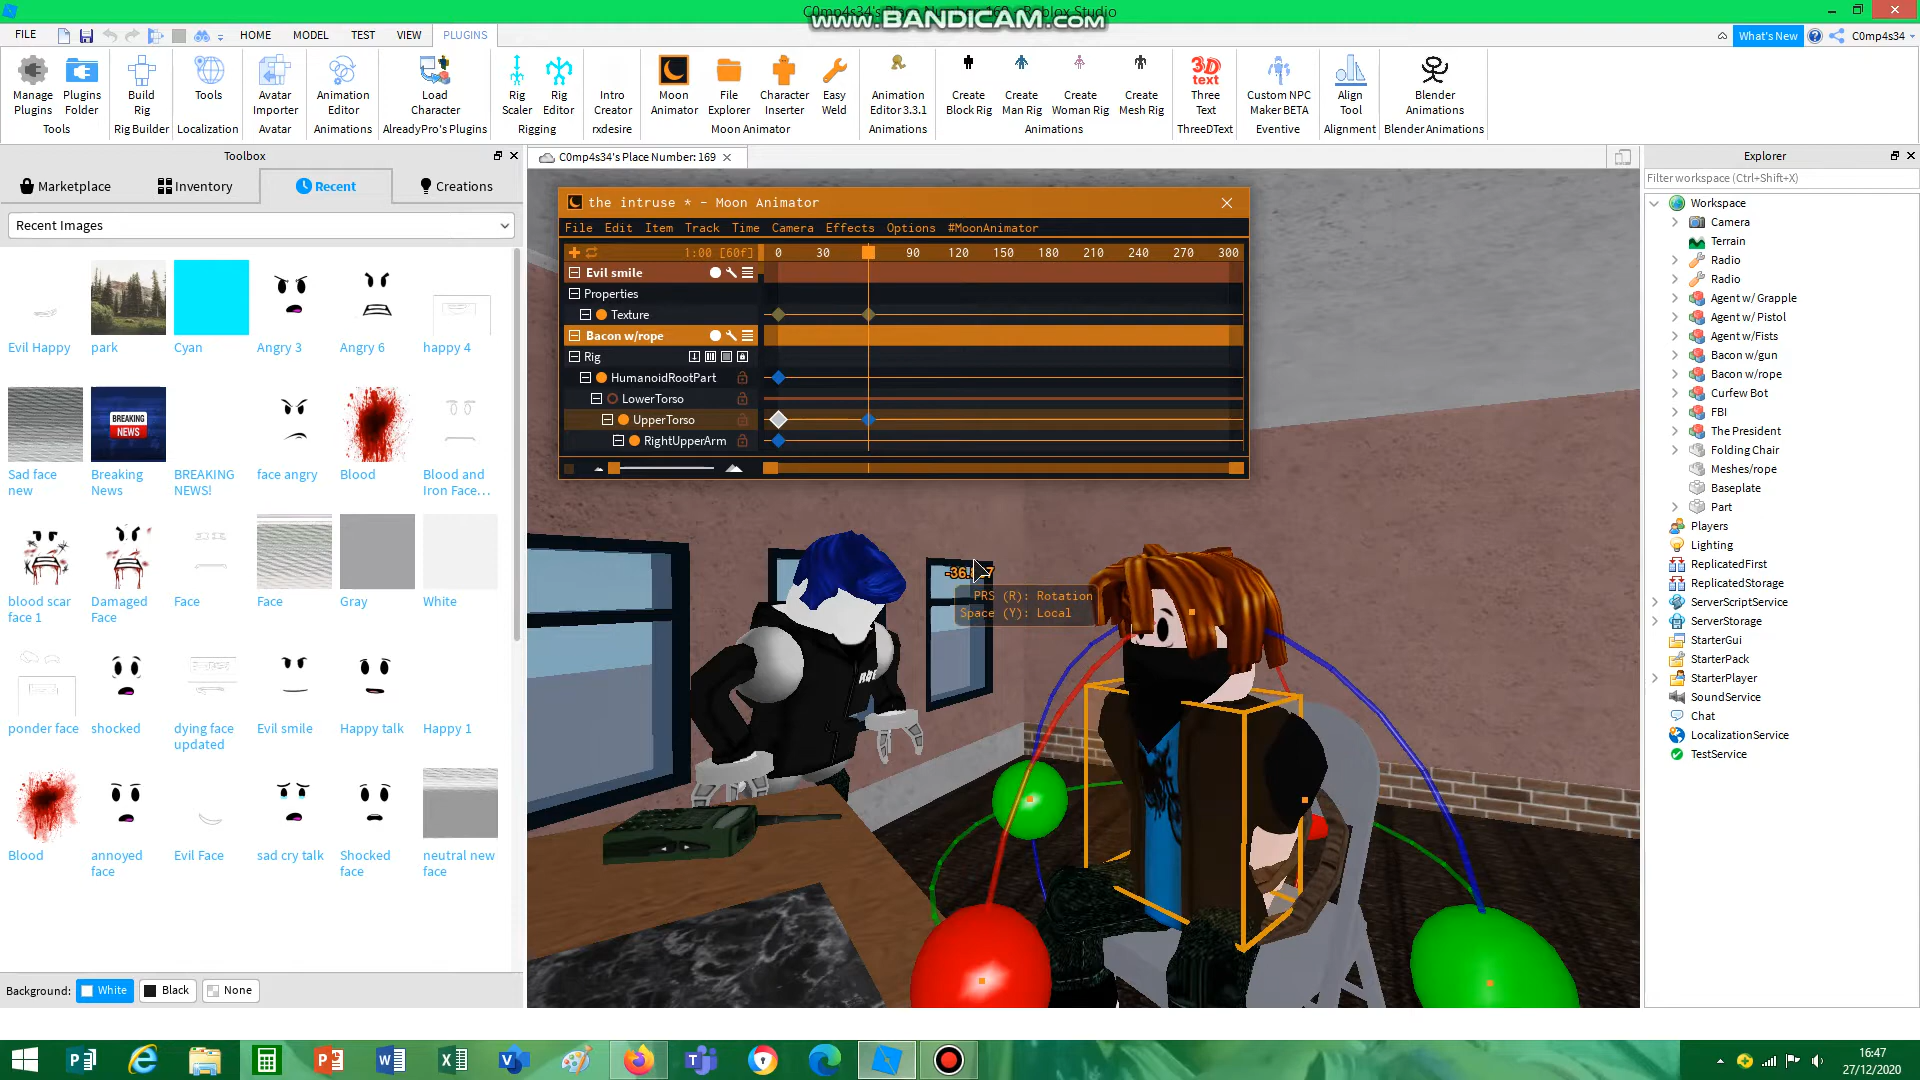 C0mp4s34's Place Number: 169 - Roblox Studio
www.BANDICAM.com
FILE HOME MODEL TEST VIEW PLUGINS What's New C0mp4s34
Manage Plugins
Plugins Folder
Tools
Build Rig
Rig Builder
Tools
Localization
Avatar Importer
Avatar
Animation Editor
Animations
Load Character
AlreadyPro's Plugins
Rig Scaler
Rig Editor
Rigging
Intro Creator
rxdesire
Moon Animator
File Explorer
Character Inserter
Easy Weld
Moon Animator
Animation Editor 3.3.1
Animations
Create Block Rig
Create Man Rig
Create Woman Rig
Create Mesh Rig
Animations
3D text
Three Text
ThreeDText
Custom NPC Maker BETA
Eventive
Align Tool
Alignment
Blender Animations
Blender Animations
Toolbox
Marketplace Inventory Recent Creations
Recent Images
Evil Happy
park
Cyan
Angry 3
Angry 6
happy 4
BREAKING NEWS
Sad face new
Breaking News
BREAKING NEWS!
face angry
Blood
Blood and Iron Face...
blood scar face 1
Damaged Face
Face
Face
Gray
White
ponder face
shocked
dying face updated
Evil smile
Happy talk
Happy 1
Blood
annoyed face
Evil Face
sad cry talk
Shocked face
neutral new face
Background: White Black None
C0mp4s34's Place Number: 169
the intruse * - Moon Animator
File Edit Item Track Time Camera Effects Options #MoonAnimator
1:00 [60f] 0 30 90 120 150 180 210 240 270 300
Evil smile
Properties
Texture
Bacon w/rope
Rig
HumanoidRootPart
LowerTorso
UpperTorso
RightUpperArm
PRS (R): Rotation
Space (Y): Local
Explorer
Filter workspace (Ctrl+Shift+X)
Workspace
Camera
Terrain
Radio
Radio
Agent w/ Grapple
Agent w/ Pistol
Agent w/Fists
Bacon w/gun
Bacon w/rope
Curfew Bot
FBI
The President
Folding Chair
Meshes/rope
Baseplate
Part
Players
Lighting
ReplicatedFirst
ReplicatedStorage
ServerScriptService
ServerStorage
StarterGui
StarterPack
StarterPlayer
SoundService
Chat
LocalizationService
TestService
16:47
27/12/2020